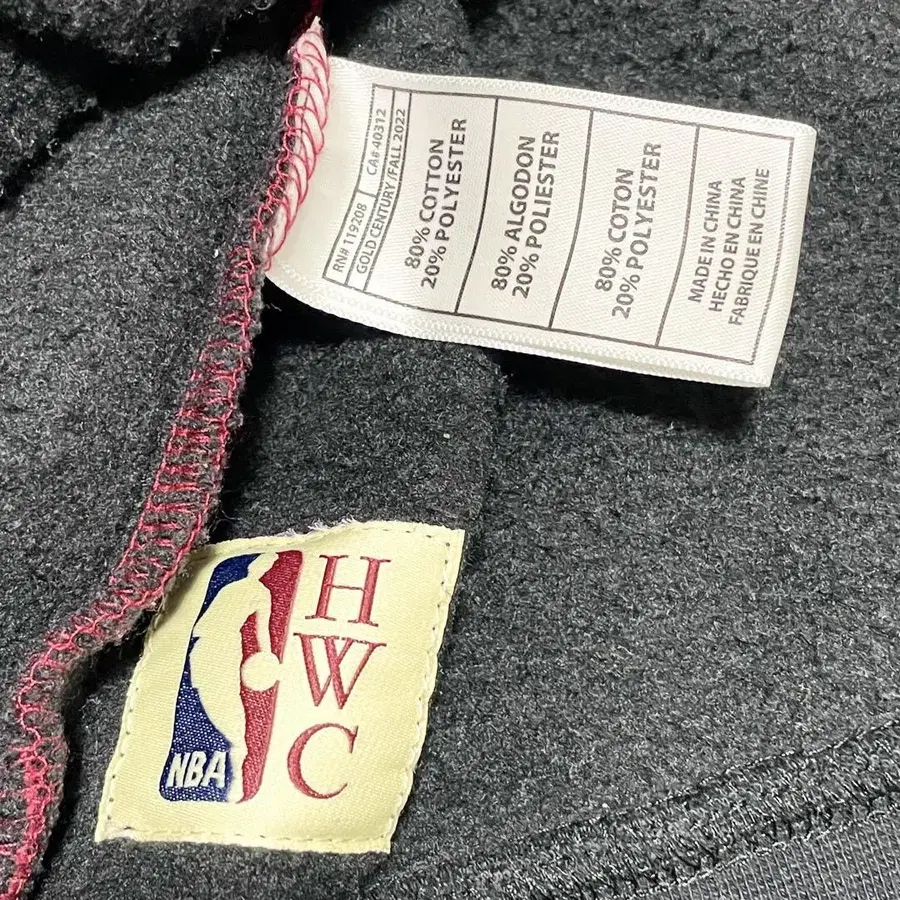 RN# 119208 CA# 40312
GOLD CENTURY /FALL 2022
80% COTTON
20% POLYESTER
80% ALGODON
20% POLIESTER
80% COTON
20% POLYESTER
MADE IN CHINA
HECHO EN CHINA
FABRIQUE EN CHINE
H
W
C
NBA